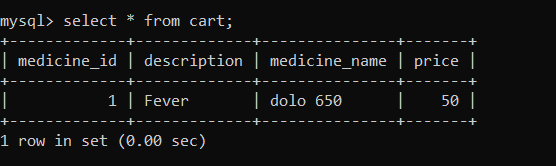 mysql> select * from cart;
+-------------+-------------+---------------+-------+
| medicine_id | description | medicine_name | price |
+-------------+-------------+---------------+-------+
|           1 | Fever       | dolo 650      |    50 |
+-------------+-------------+---------------+-------+
1 row in set (0.00 sec)